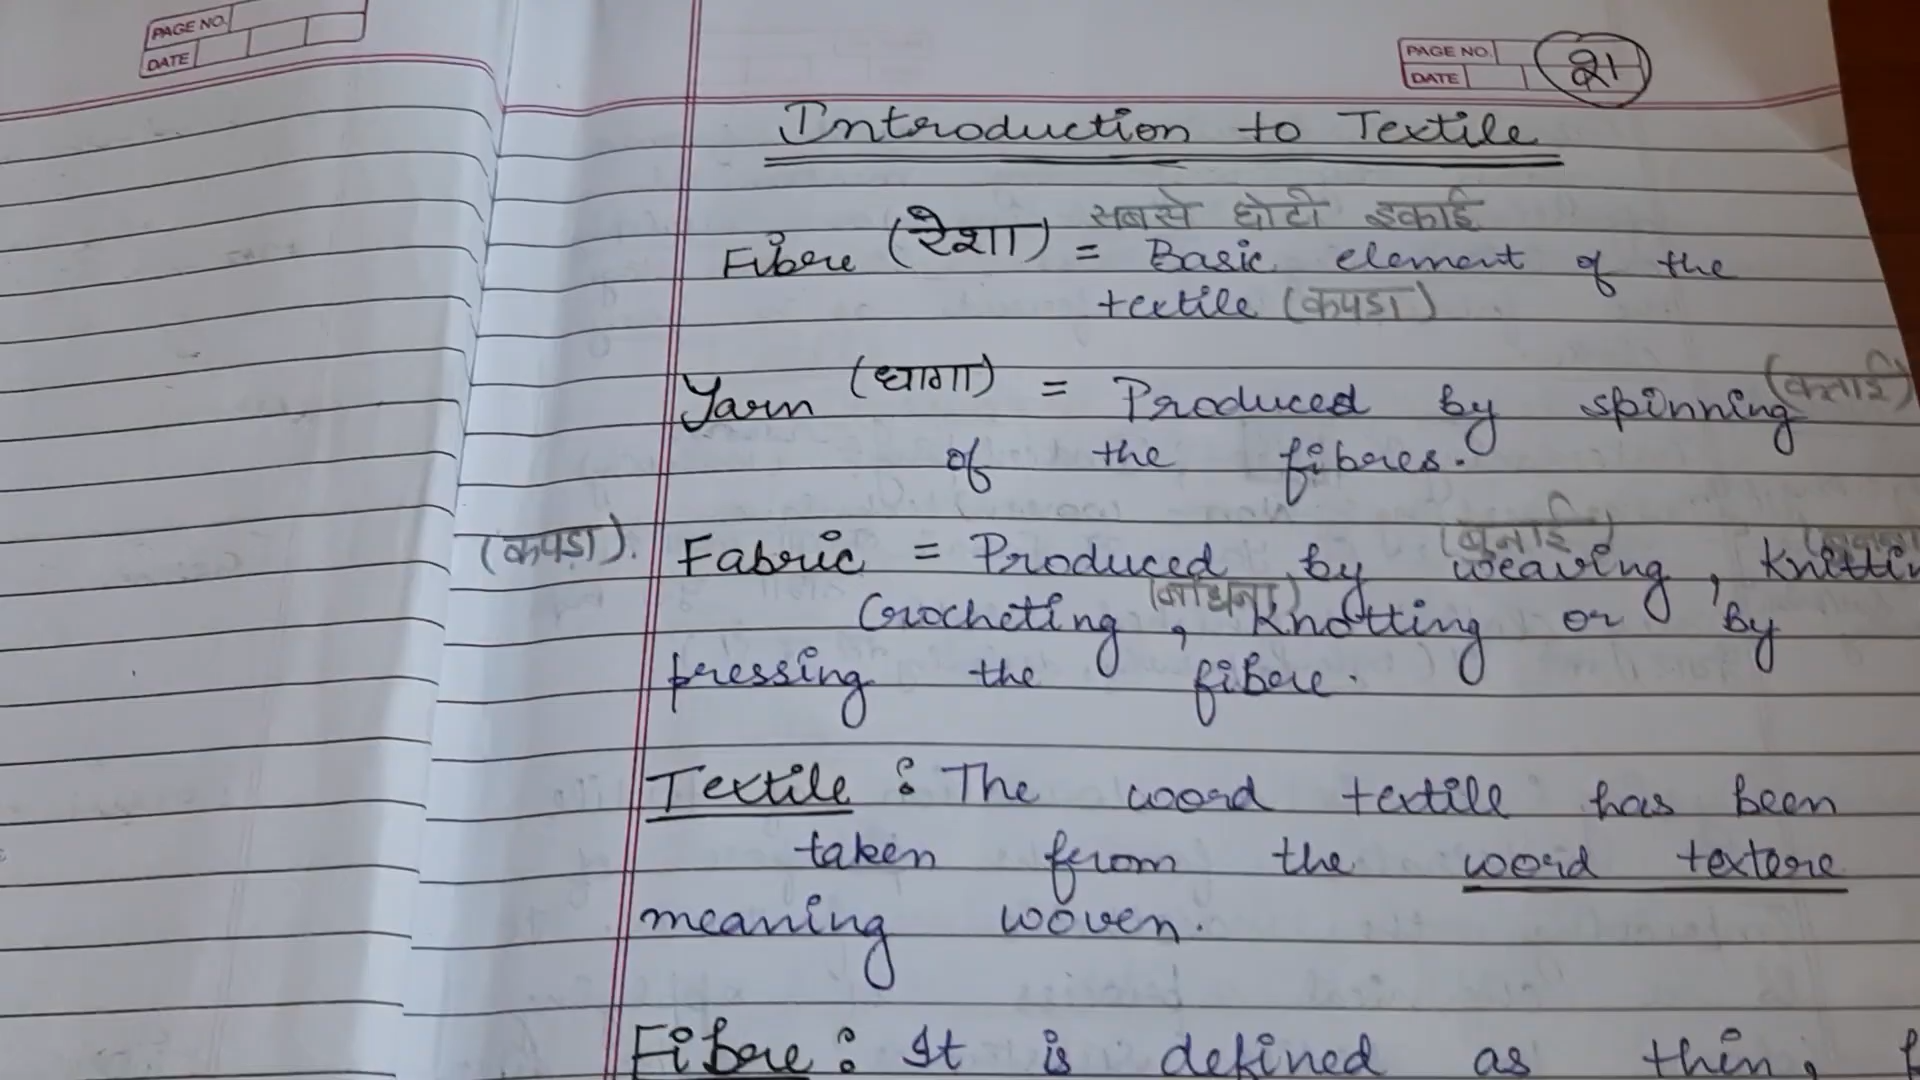 PAGE NO.
DATE
PAGE NO.
DATE
21
Introduction to Textile
सबसे छोटी इकाई
Fibre (रेशा) = Basic element of the
textile (कपडा)
Yarn (धागा) = Produced by spinning (कताई)
of the fibres.
(कपडा). Fabric = Produced by weaving (बुनाई), Knittin
Crocheting, (बांधना) Knotting or by
pressing the fibre.
Textile : The word textile has been
taken from the word textere
meaning woven.
Fibre : It is defined as thin,